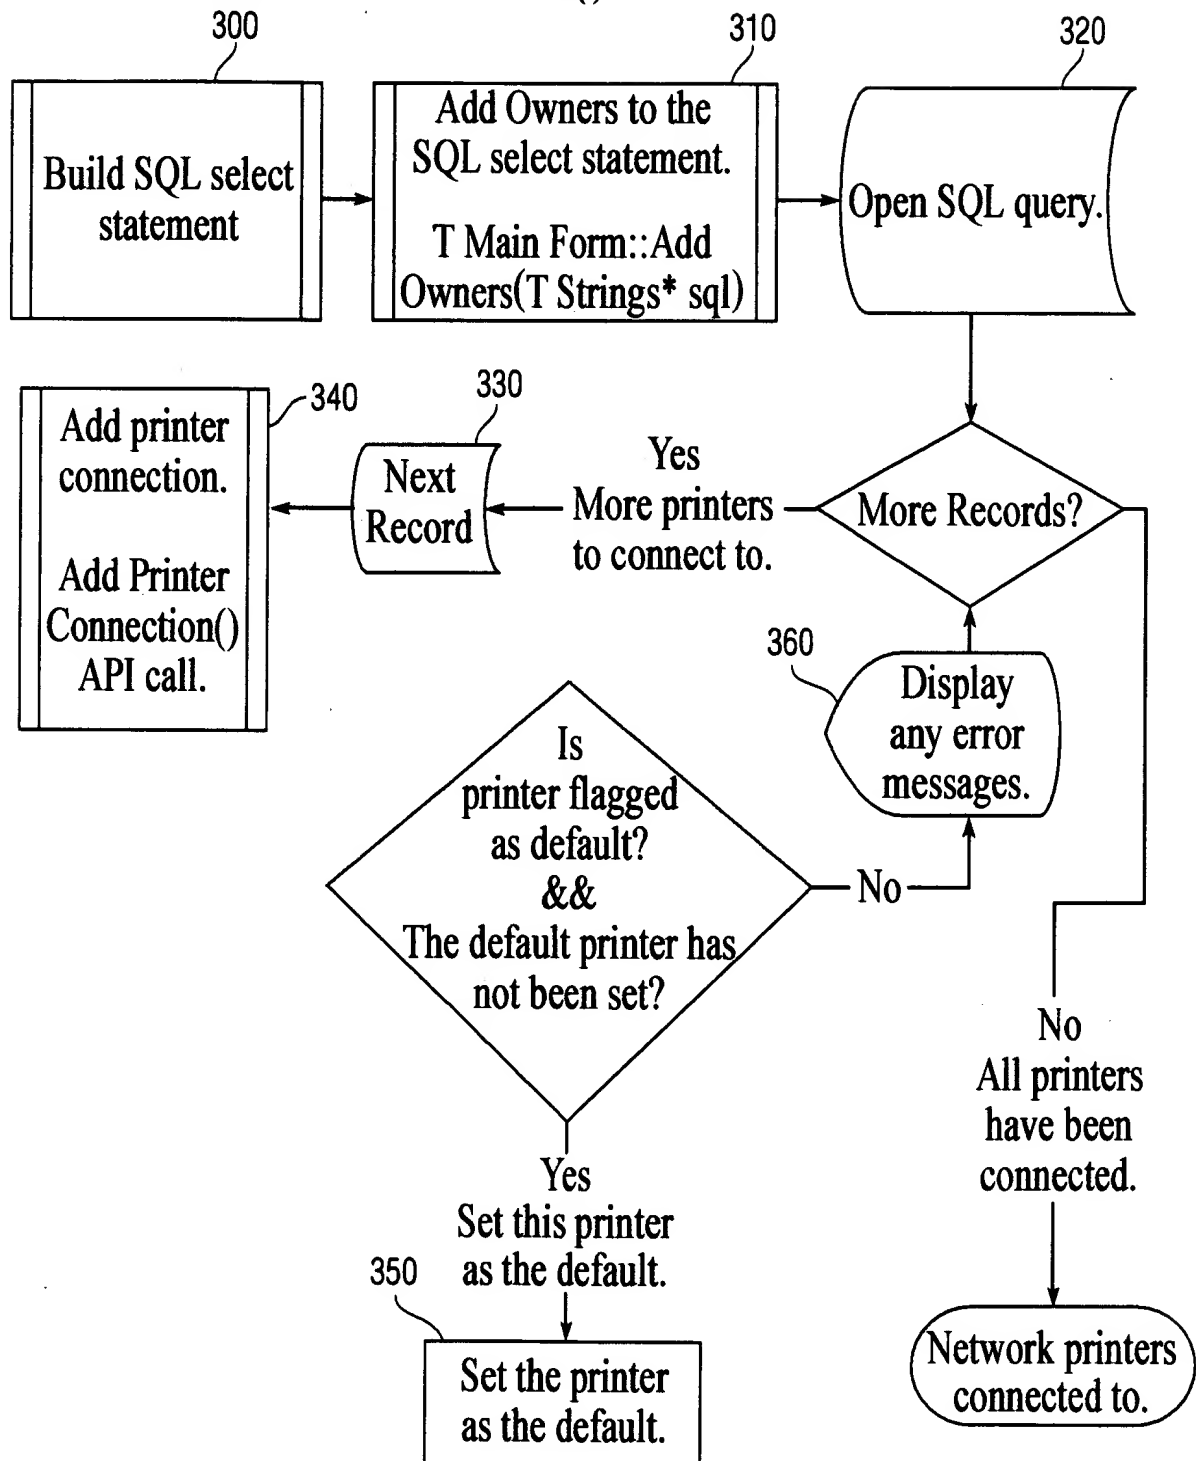 ()
300
310
320
Build SQL select
statement
Add Owners to the
SQL select statement.
T Main Form::Add
Owners(T Strings* sql)
Open SQL query.
340
330
Add printer
connection.
Add Printer
Connection()
API call.
Next
Record
Yes
More printers
to connect to.
More Records?
360
Display
any error
messages.
Is
printer flagged
as default?
&&
The default printer has
not been set?
No
No
All printers
have been
connected.
Yes
Set this printer
as the default.
350
Set the printer
as the default.
Network printers
connected to.